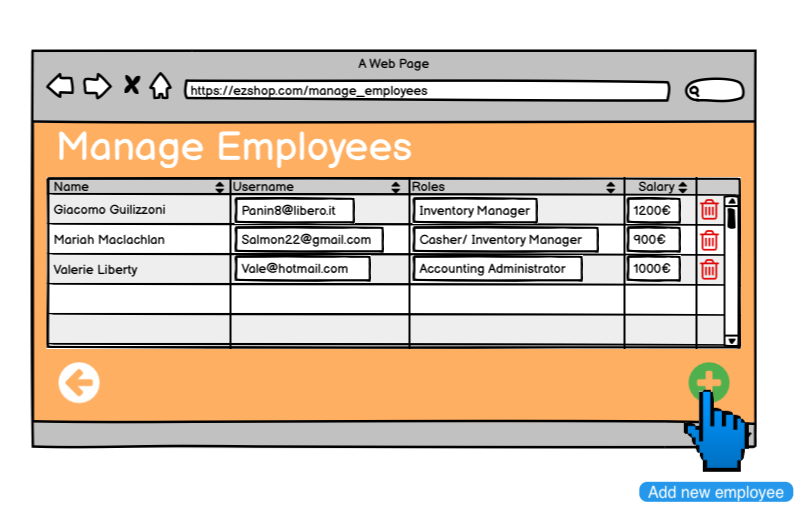 A Web Page
https://ezshop.com/manage_employees
Manage Employees
Name Username Roles Salary
Giacomo Guilizzoni Panin8@libero.it Inventory Manager 1200€
Mariah Maclachlan Salmon22@gmail.com Casher/ Inventory Manager 900€
Valerie Liberty Vale@hotmail.com Accounting Administrator 1000€
Add new employee